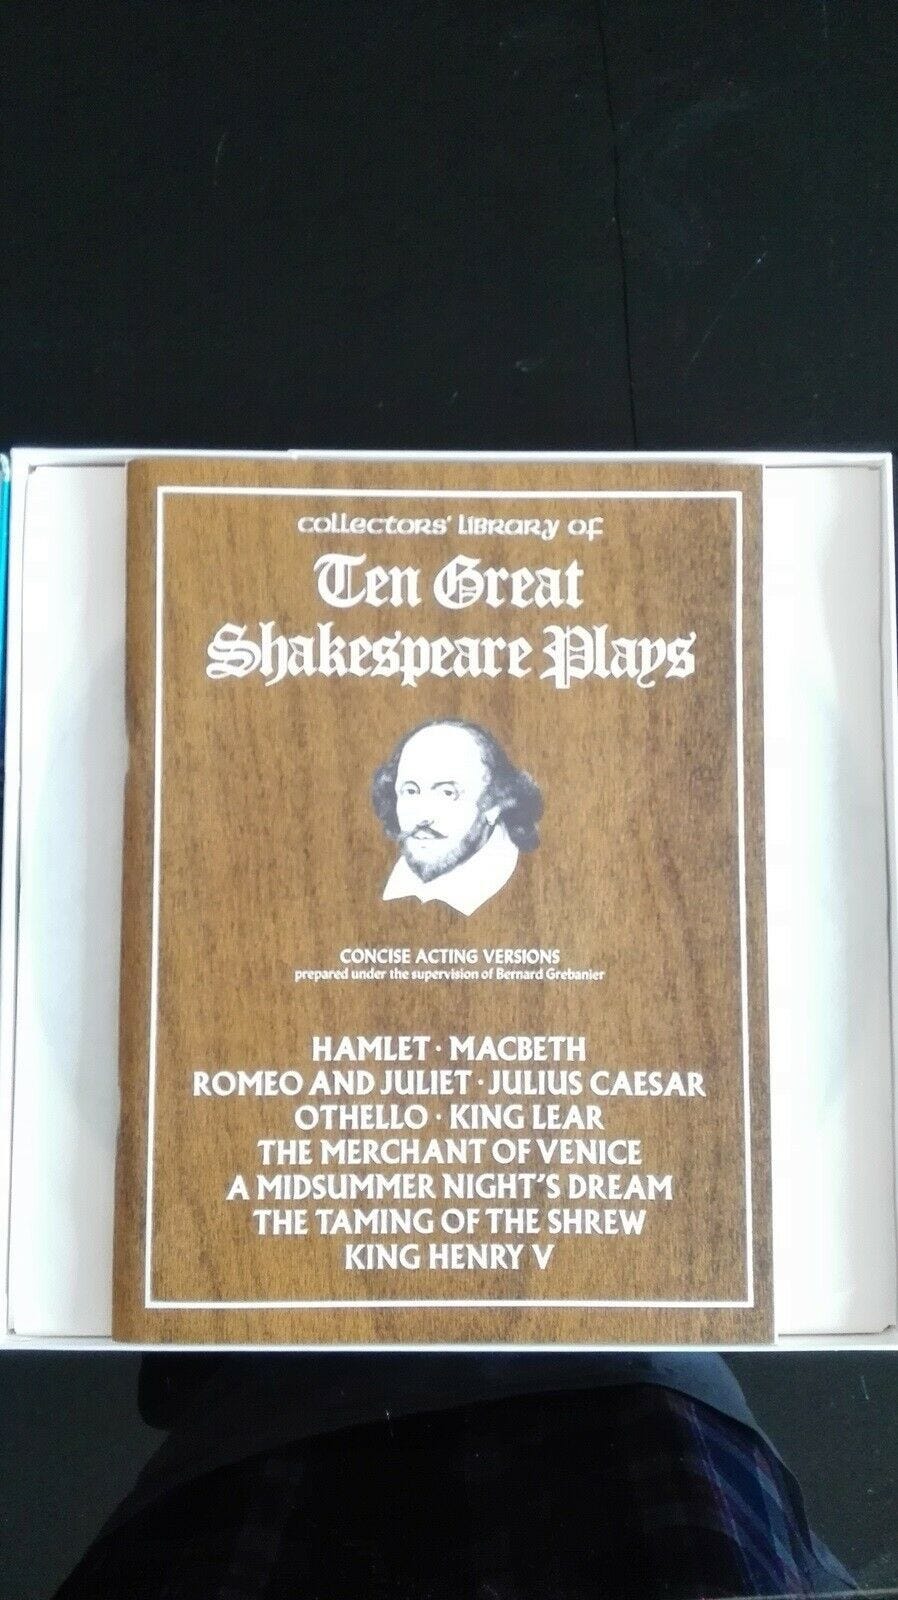 Collectors' Library of
Ten Great
Shakespeare Plays
CONCISE ACTING VERSIONS
prepared under the supervision of Bernard Grebanier
HAMLET · MACBETH
ROMEO AND JULIET · JULIUS CAESAR
OTHELLO · KING LEAR
THE MERCHANT OF VENICE
A MIDSUMMER NIGHT'S DREAM
THE TAMING OF THE SHREW
KING HENRY V